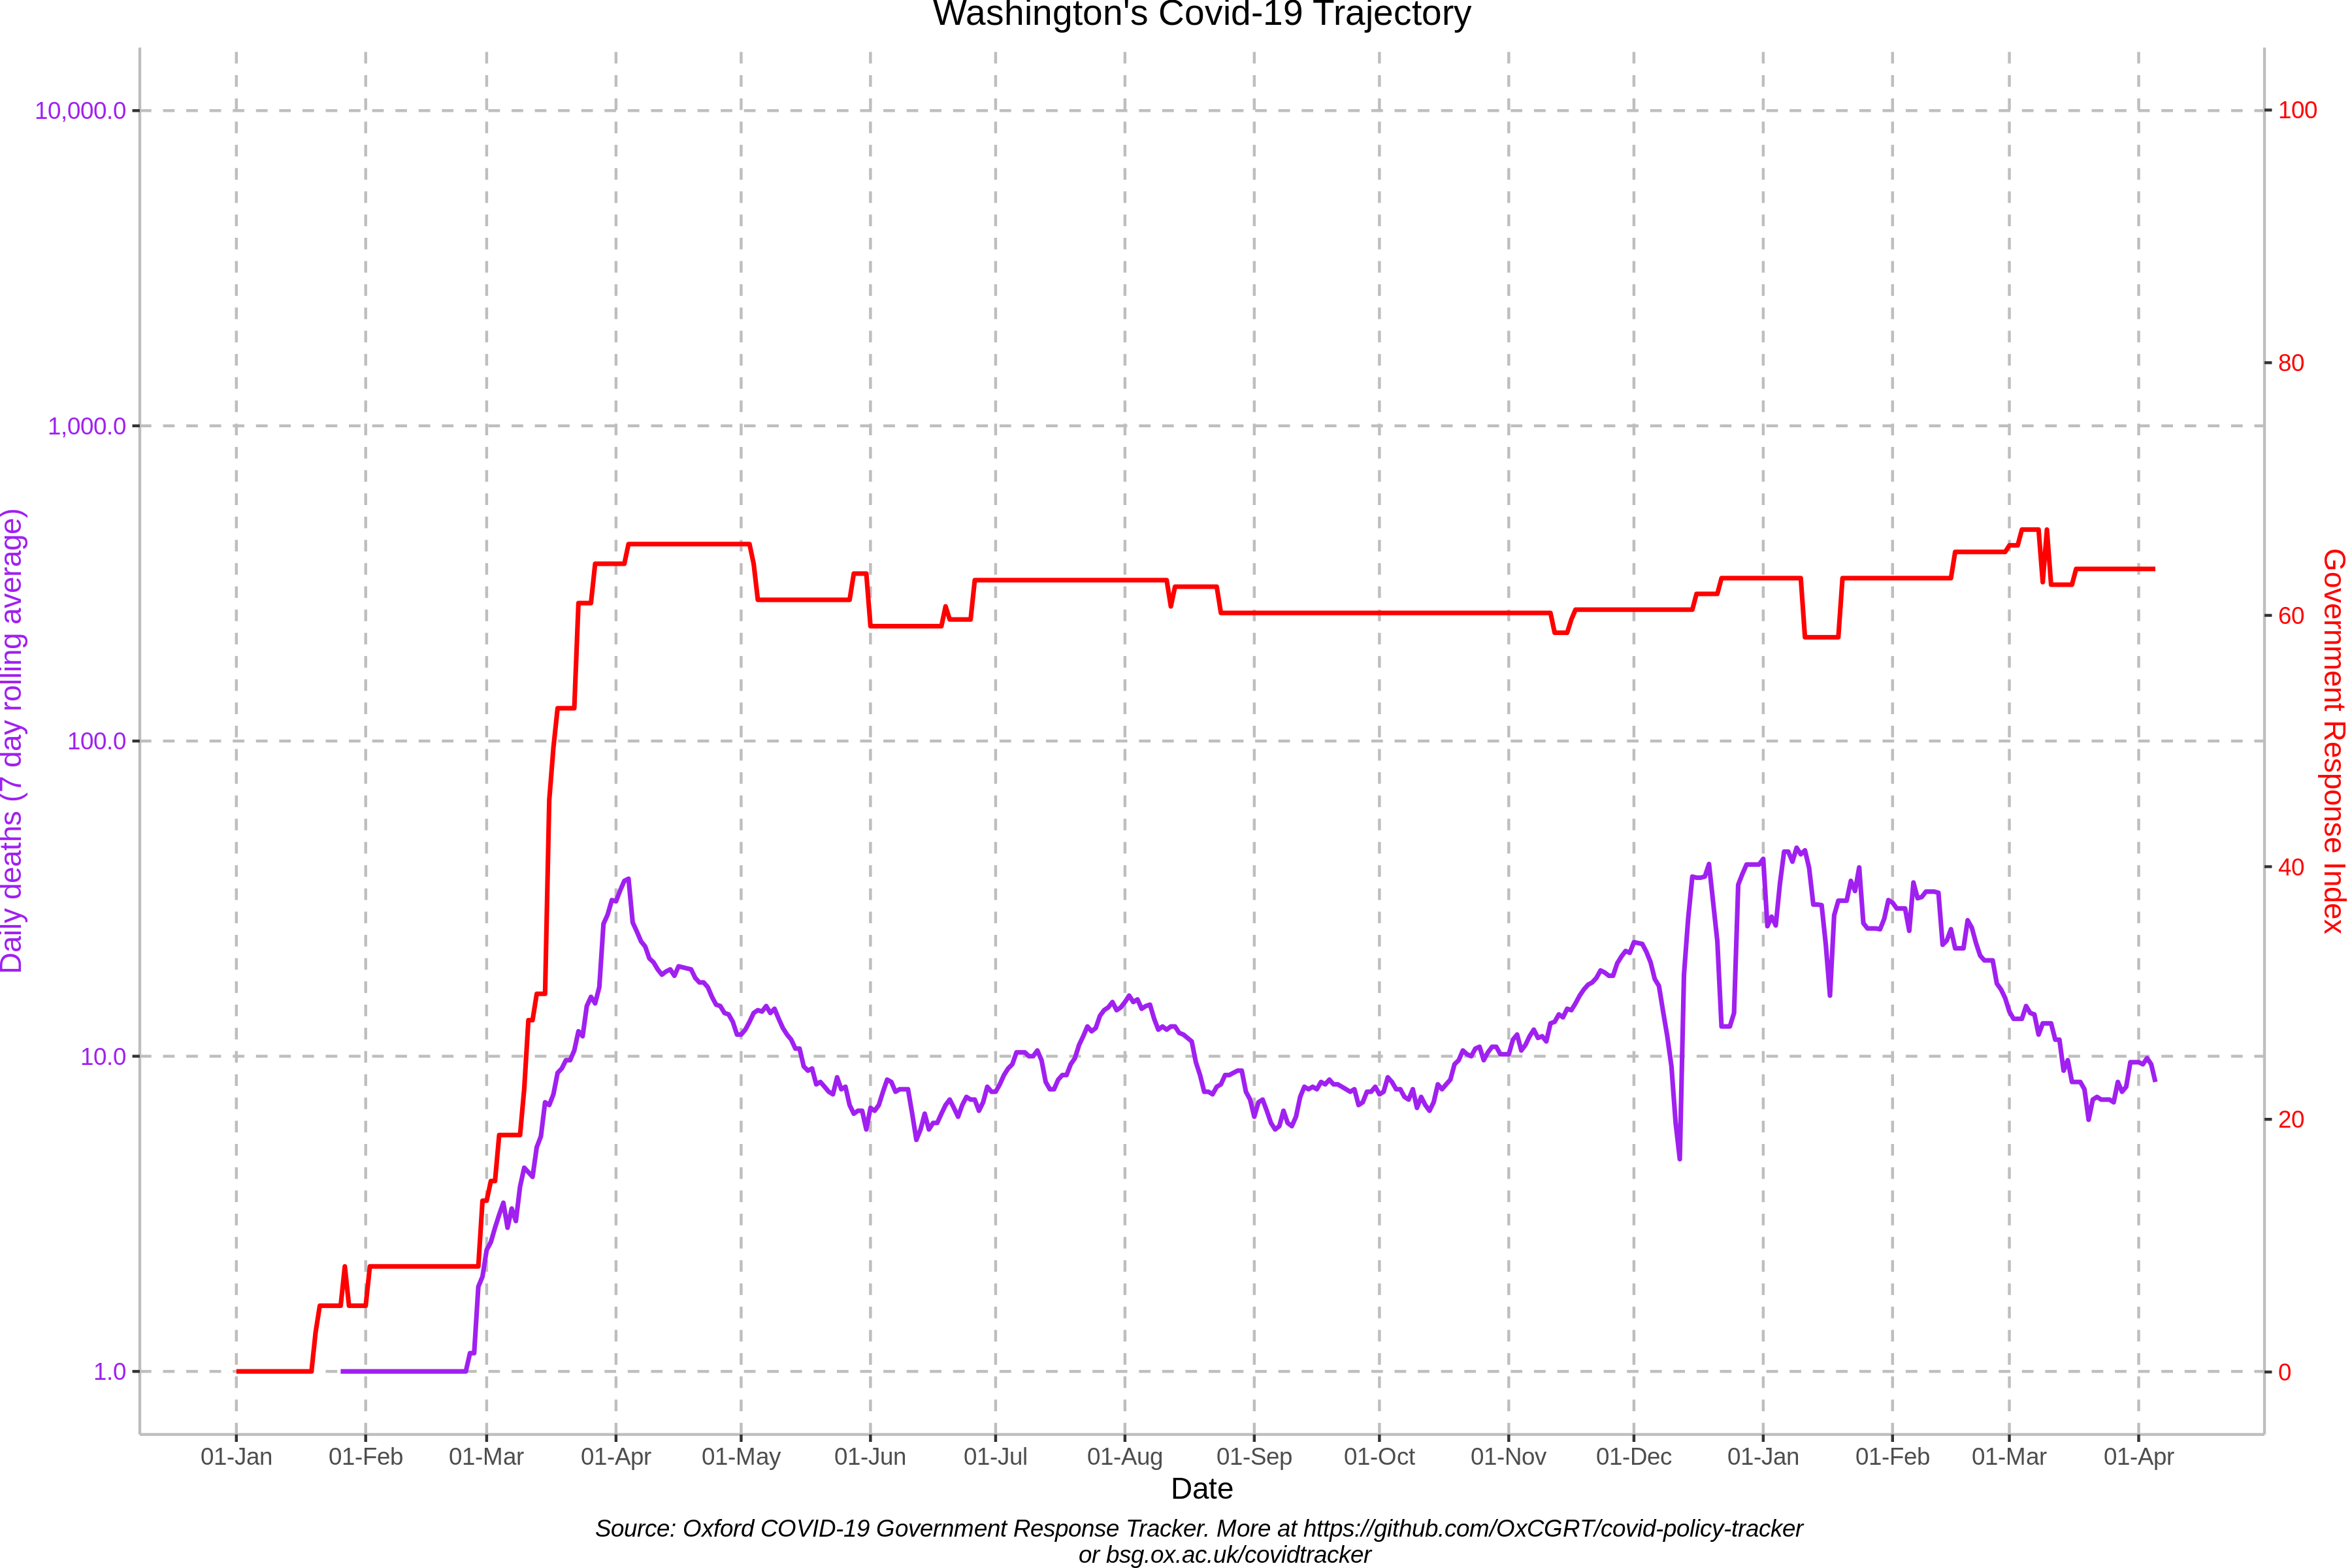 Washington's Covid-19 Trajectory
10,000.0
1,000.0
100.0
10.0
1.0
Daily deaths (7 day rolling average)
100
80
60
40
20
0
Government Response Index
01-Jan 01-Feb 01-Mar 01-Apr 01-May 01-Jun 01-Jul 01-Aug 01-Sep 01-Oct 01-Nov 01-Dec 01-Jan 01-Feb 01-Mar 01-Apr
Date
Source: Oxford COVID-19 Government Response Tracker. More at https://github.com/OxCGRT/covid-policy-tracker
or bsg.ox.ac.uk/covidtracker